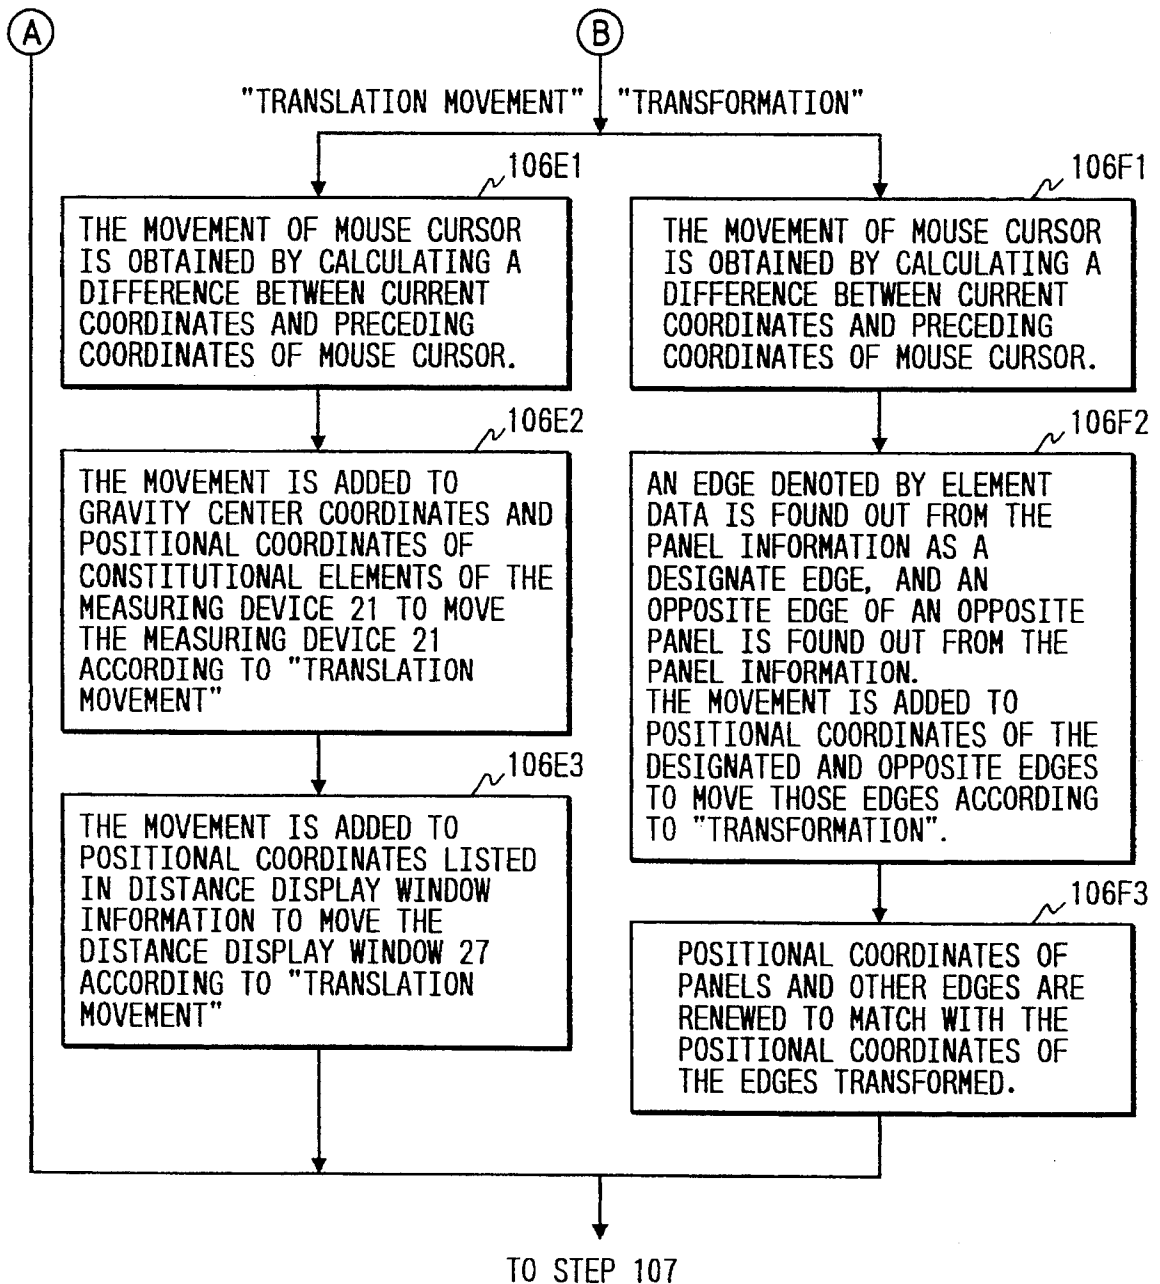 A
B
"TRANSLATION MOVEMENT"
"TRANSFORMATION"
106E1
THE MOVEMENT OF MOUSE CURSOR
IS OBTAINED BY CALCULATING A
DIFFERENCE BETWEEN CURRENT
COORDINATES AND PRECEDING
COORDINATES OF MOUSE CURSOR.
106E2
THE MOVEMENT IS ADDED TO
GRAVITY CENTER COORDINATES AND
POSITIONAL COORDINATES OF
CONSTITUTIONAL ELEMENTS OF THE
MEASURING DEVICE 21 TO MOVE
THE MEASURING DEVICE 21
ACCORDING TO "TRANSLATION
MOVEMENT"
106E3
THE MOVEMENT IS ADDED TO
POSITIONAL COORDINATES LISTED
IN DISTANCE DISPLAY WINDOW
INFORMATION TO MOVE THE
DISTANCE DISPLAY WINDOW 27
ACCORDING TO "TRANSLATION
MOVEMENT"
106F1
THE MOVEMENT OF MOUSE CURSOR
IS OBTAINED BY CALCULATING A
DIFFERENCE BETWEEN CURRENT
COORDINATES AND PRECEDING
COORDINATES OF MOUSE CURSOR.
106F2
AN EDGE DENOTED BY ELEMENT
DATA IS FOUND OUT FROM THE
PANEL INFORMATION AS A
DESIGNATE EDGE, AND AN
OPPOSITE EDGE OF AN OPPOSITE
PANEL IS FOUND OUT FROM THE
PANEL INFORMATION.
THE MOVEMENT IS ADDED TO
POSITIONAL COORDINATES OF THE
DESIGNATED AND OPPOSITE EDGES
TO MOVE THOSE EDGES ACCORDING
TO "TRANSFORMATION".
106F3
POSITIONAL COORDINATES OF
PANELS AND OTHER EDGES ARE
RENEWED TO MATCH WITH THE
POSITIONAL COORDINATES OF
THE EDGES TRANSFORMED.
TO STEP 107